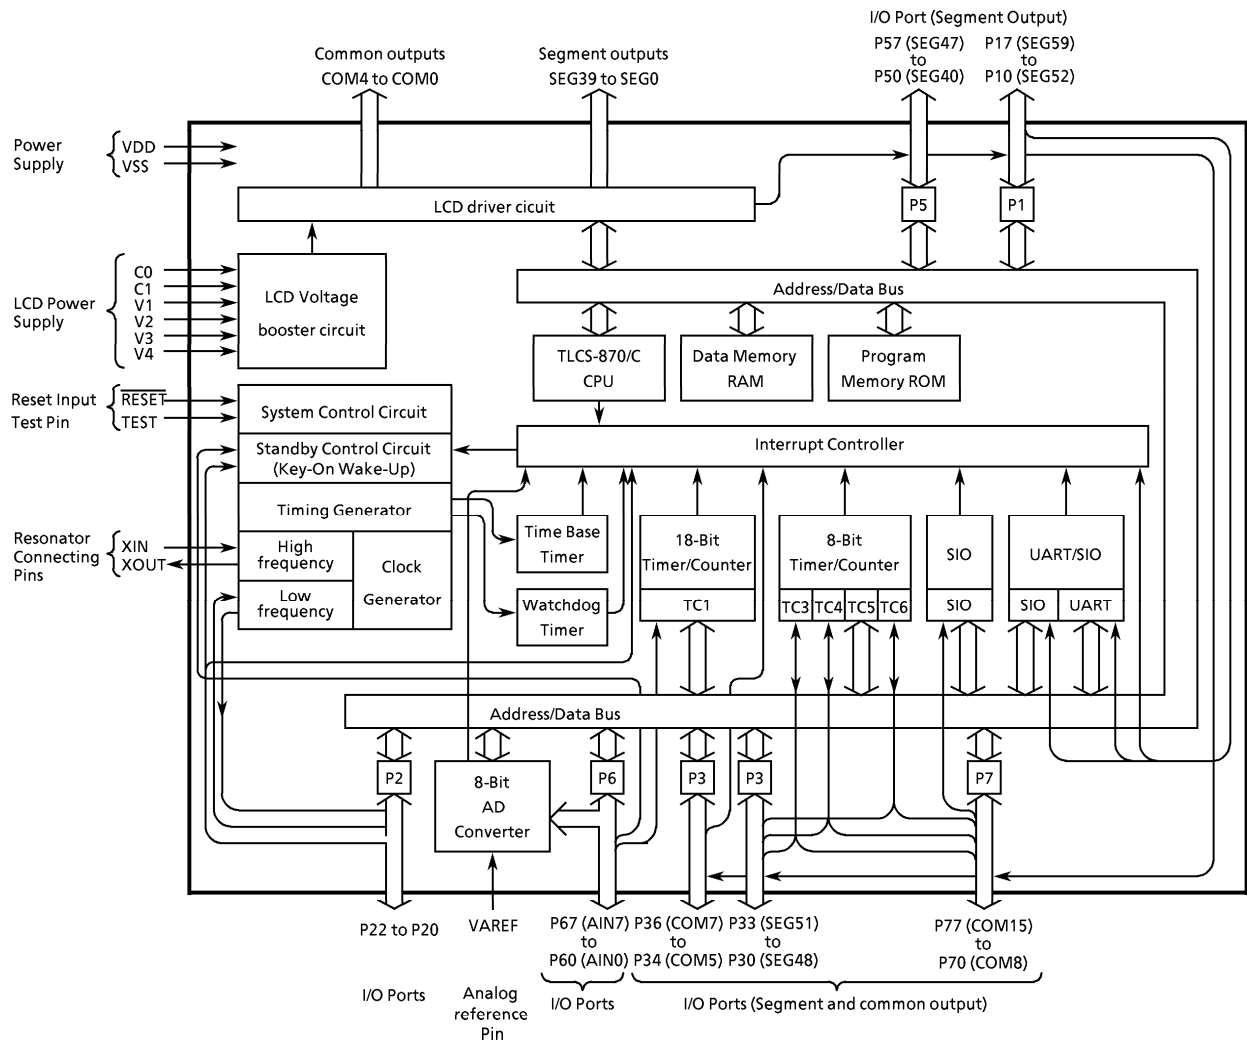 I/O Port (Segment Output)
P57 (SEG47)
to
P50 (SEG40)
P17 (SEG59)
to
P10 (SEG52)
Common outputs
COM4 to COM0
Segment outputs
SEG39 to SEG0
Power
Supply
VDD
VSS
LCD driver cicuit
P5
P1
LCD Power
Supply
C0
C1
V1
V2
V3
V4
LCD Voltage
booster circuit
Address/Data Bus
TLCS-870/C
CPU
Data Memory
RAM
Program
Memory ROM
Reset Input
Test Pin
RESET
TEST
System Control Circuit
Standby Control Circuit
(Key-On Wake-Up)
Interrupt Controller
Timing Generator
Resonator
Connecting
Pins
XIN
XOUT
High
frequency
Low
frequency
Clock
Generator
Time Base
Timer
Watchdog
Timer
18-Bit
Timer/Counter
TC1
8-Bit
Timer/Counter
TC3
TC4
TC5
TC6
SIO
SIO
UART/SIO
SIO
UART
Address/Data Bus
P2
8-Bit
AD
Converter
P6
P3
P3
P7
P22 to P20
VAREF
P67 (AIN7)
to
P60 (AIN0)
P36 (COM7)
to
P34 (COM5)
P33 (SEG51)
to
P30 (SEG48)
P77 (COM15)
to
P70 (COM8)
I/O Ports
Analog
reference
Pin
I/O Ports
I/O Ports (Segment and common output)